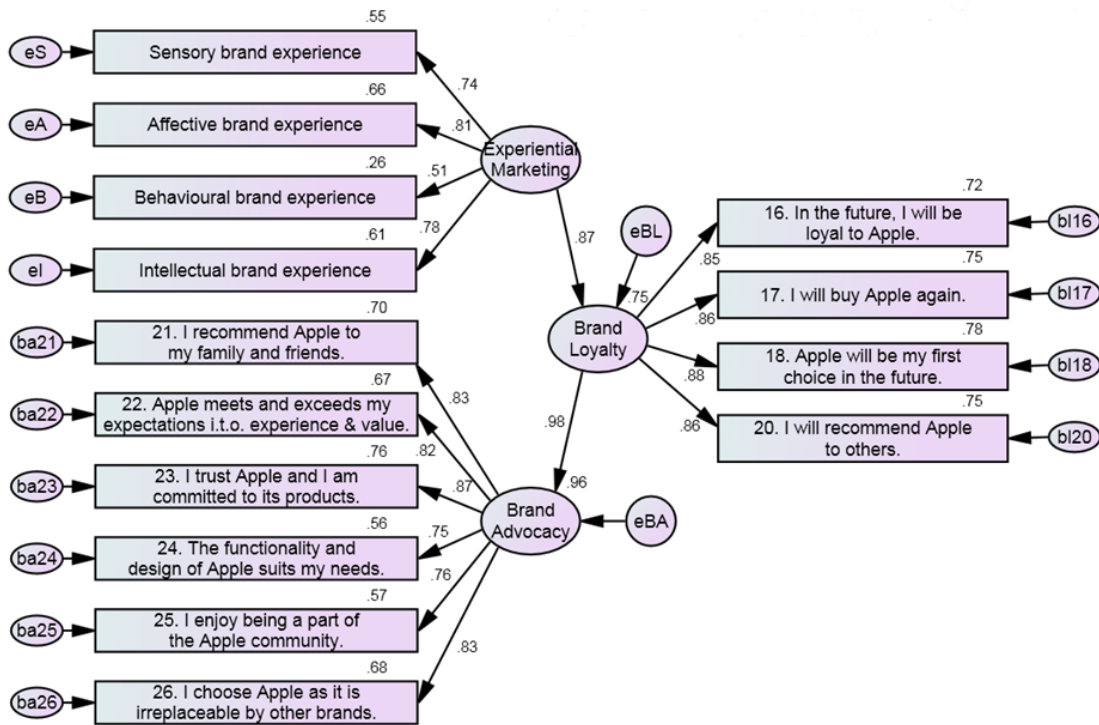 .55
eS
Sensory brand experience
.74
.66
eA
Affective brand experience
.81
Experiential
Marketing
.26
eB
Behavioural brand experience
.51
.61
eI
Intellectual brand experience
.78
.87
eBL
.75
Brand
Loyalty
.72
16. In the future, I will be
loyal to Apple.
bl16
.85
.75
17. I will buy Apple again.
bl17
.86
.78
18. Apple will be my first
choice in the future.
bl18
.88
.75
20. I will recommend Apple
to others.
bl20
.86
.70
ba21
21. I recommend Apple to
my family and friends.
.83
.67
ba22
22. Apple meets and exceeds my
expectations i.t.o. experience & value.
.82
.98
.76
ba23
23. I trust Apple and I am
committed to its products.
.87
.96
Brand
Advocacy
eBA
.56
ba24
24. The functionality and
design of Apple suits my needs.
.75
.57
ba25
25. I enjoy being a part of
the Apple community.
.76
.68
ba26
26. I choose Apple as it is
irreplaceable by other brands.
.83